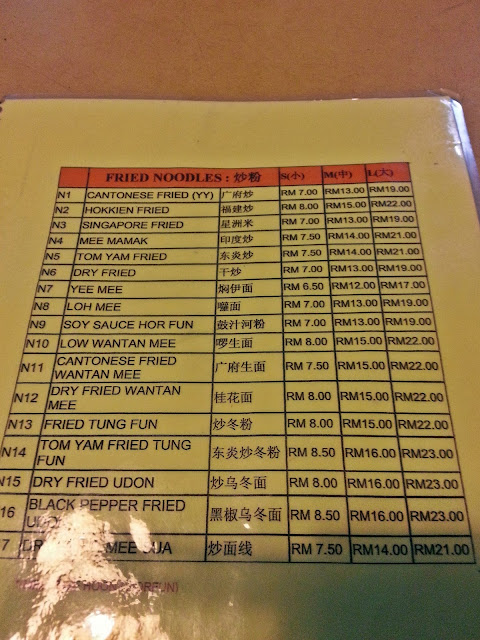 FRIED NOODLES : 炒粉 S(小) M(中) L(大)
N1 CANTONESE FRIED (YY) 广府炒 RM 7.00 RM13.00 RM19.00
N2 HOKKIEN FRIED 福建炒 RM 8.00 RM15.00 RM22.00
N3 SINGAPORE FRIED 星洲米 RM 7.00 RM13.00 RM19.00
N4 MEE MAMAK 印度炒 RM 7.50 RM14.00 RM21.00
N5 TOM YAM FRIED 东炎炒 RM 7.50 RM14.00 RM21.00
N6 DRY FRIED 干炒 RM 7.00 RM13.00 RM19.00
N7 YEE MEE 焖伊面 RM 6.50 RM12.00 RM17.00
N8 LOH MEE 囉面 RM 7.00 RM13.00 RM19.00
N9 SOY SAUCE HOR FUN 鼓汁河粉 RM 7.00 RM13.00 RM19.00
N10 LOW WANTAN MEE 啰生面 RM 8.00 RM15.00 RM22.00
N11 CANTONESE FRIED
WANTAN MEE 广府生面 RM 7.50 RM15.00 RM22.00
N12 DRY FRIED WANTAN
MEE 桂花面 RM 8.00 RM15.00 RM22.00
N13 FRIED TUNG FUN 炒冬粉 RM 8.00 RM15.00 RM22.00
N14 TOM YAM FRIED TUNG
FUN 东炎炒冬粉 RM 8.50 RM16.00 RM23.00
N15 DRY FRIED UDON 炒乌冬面 RM 8.00 RM16.00 RM23.00
16 BLACK PEPPER FRIED
黑椒乌冬面 RM 8.50 RM16.00 RM23.00
7 MEE SUA 炒面线 RM 7.50 RM14.00 RM21.00